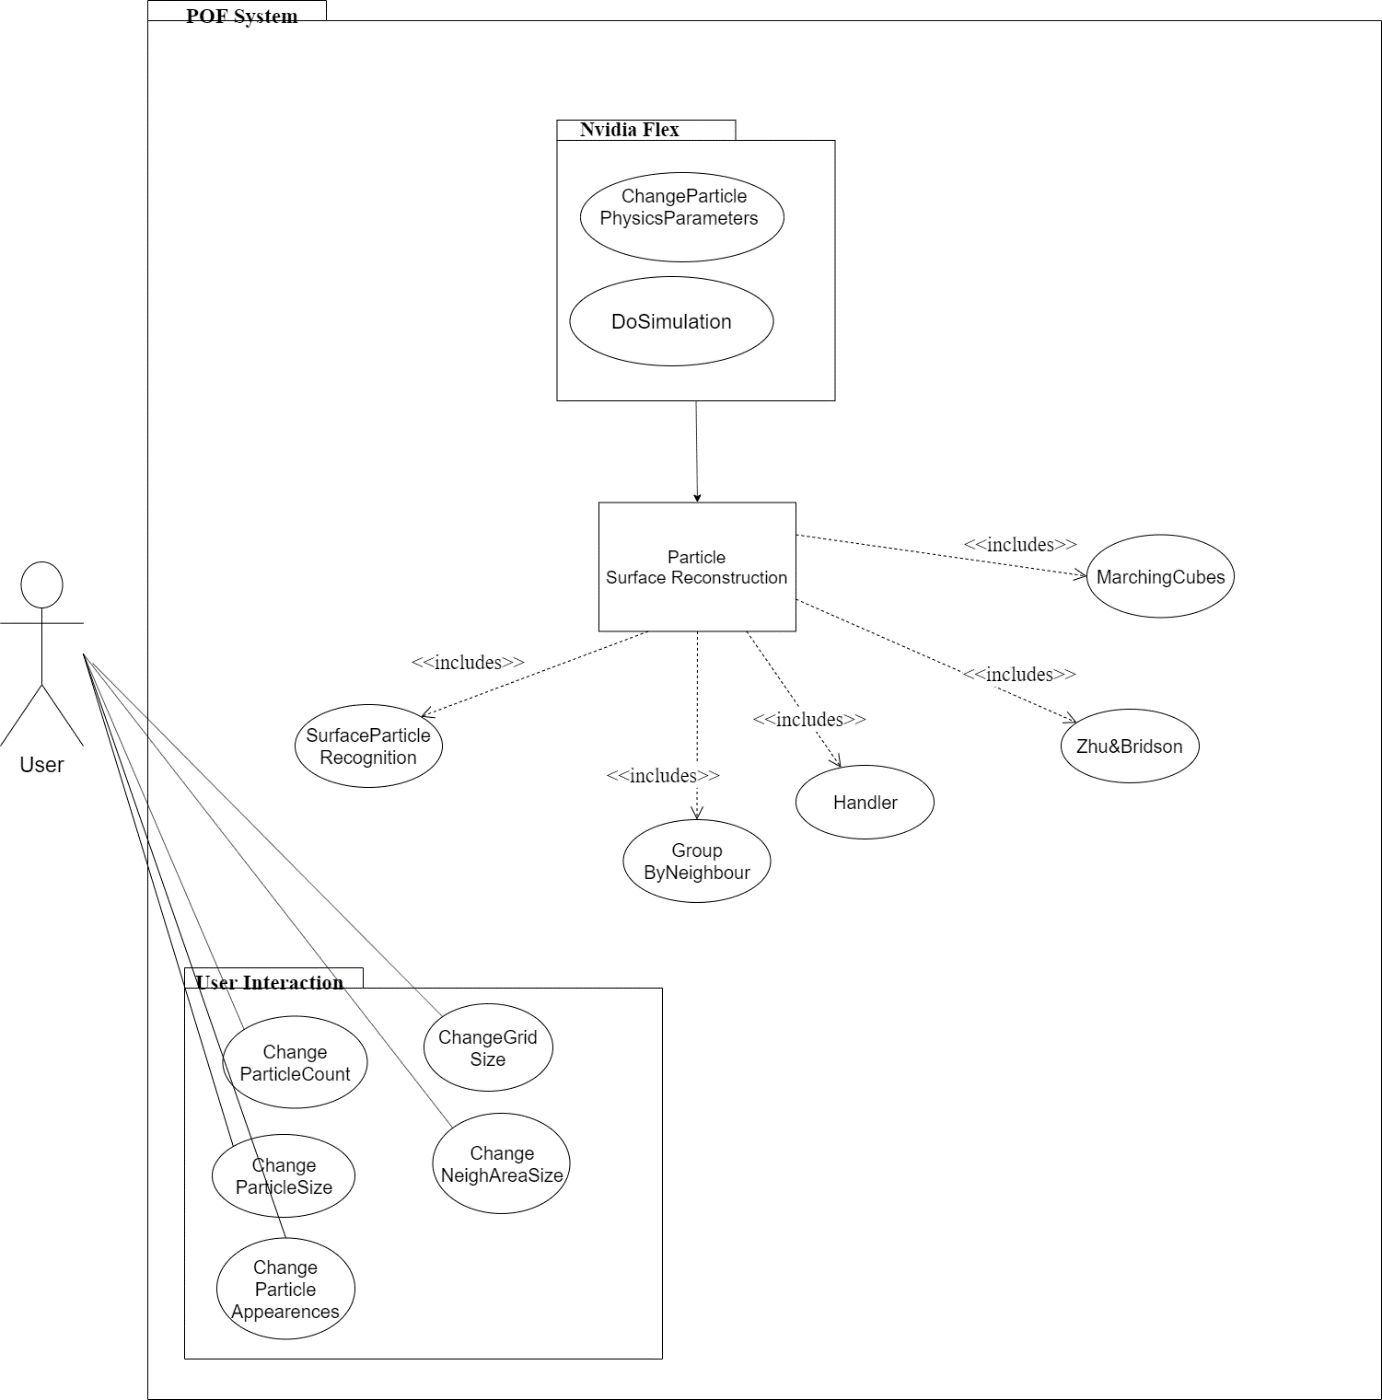 POF System
Nvidia Flex
ChangeParticle
PhysicsParameters
DoSimulation
Particle
Surface Reconstruction
<<includes>>
MarchingCubes
<<includes>>
<<includes>>
SurfaceParticle
Recognition
<<includes>>
Zhu&Bridson
<<includes>>
Handler
Group
ByNeighbour
User
User Interaction
ChangeGrid
Size
Change
ParticleCount
Change
NeighAreaSize
Change
ParticleSize
Change
Particle
Appearences